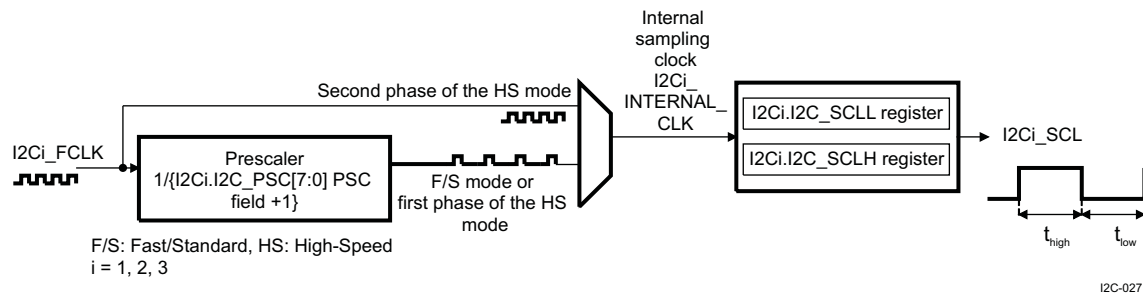 Internal
sampling
clock
I2Ci_
INTERNAL_
CLK
Second phase of the HS mode
I2Ci_FCLK
Prescaler
1/{I2Ci.I2C_PSC[7:0] PSC
field +1}
F/S mode or
first phase of the HS
mode
I2Ci.I2C_SCLL register
I2Ci.I2C_SCLH register
I2Ci_SCL
thigh
tlow
F/S: Fast/Standard, HS: High-Speed
i = 1, 2, 3
I2C-027